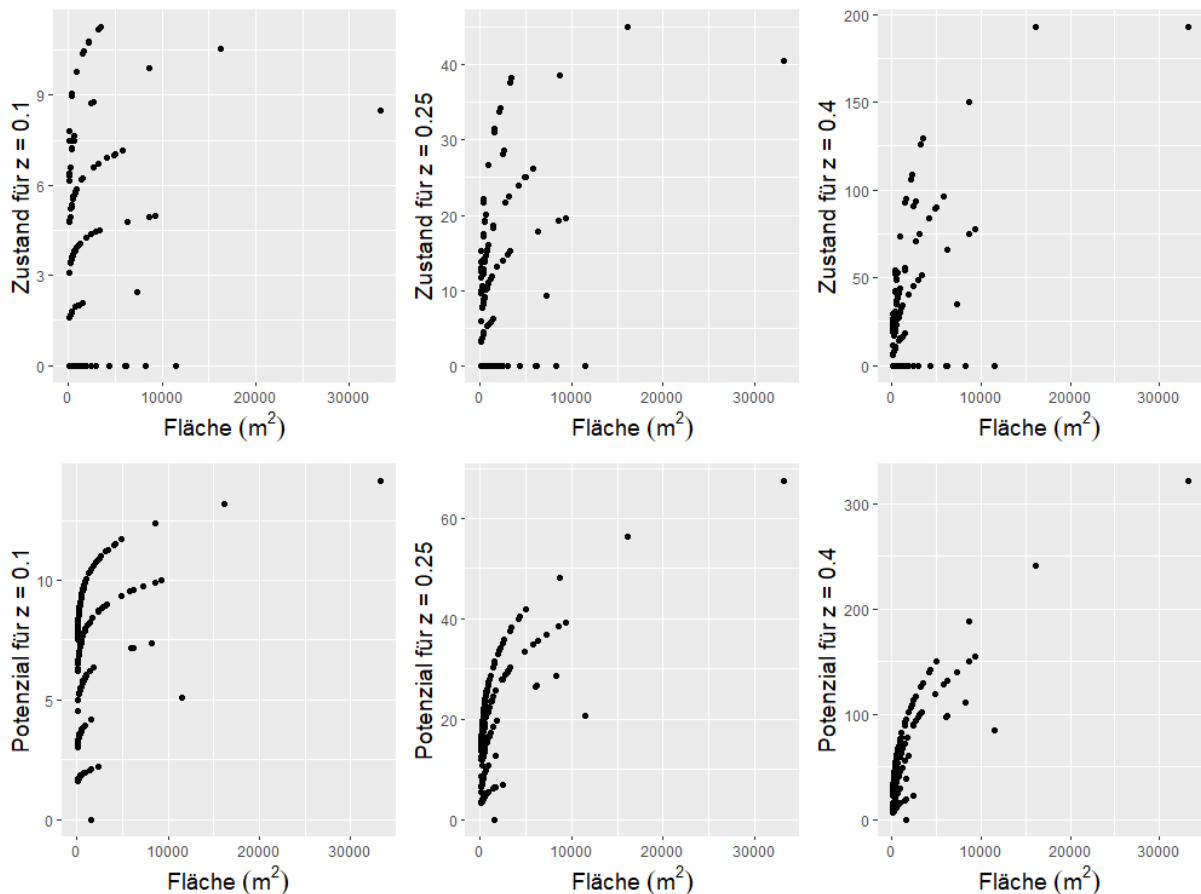 Zustand für z = 0.1
9
6
3
0
0 10000 20000 30000
Fläche (m²)
Zustand für z = 0.25
40
30
20
10
0
0 10000 20000 30000
Fläche (m²)
Zustand für z = 0.4
200
150
100
50
0
0 10000 20000 30000
Fläche (m²)
Potenzial für z = 0.1
10
5
0
0 10000 20000 30000
Fläche (m²)
Potenzial für z = 0.25
60
40
20
0
0 10000 20000 30000
Fläche (m²)
Potenzial für z = 0.4
300
200
100
0
0 10000 20000 30000
Fläche (m²)